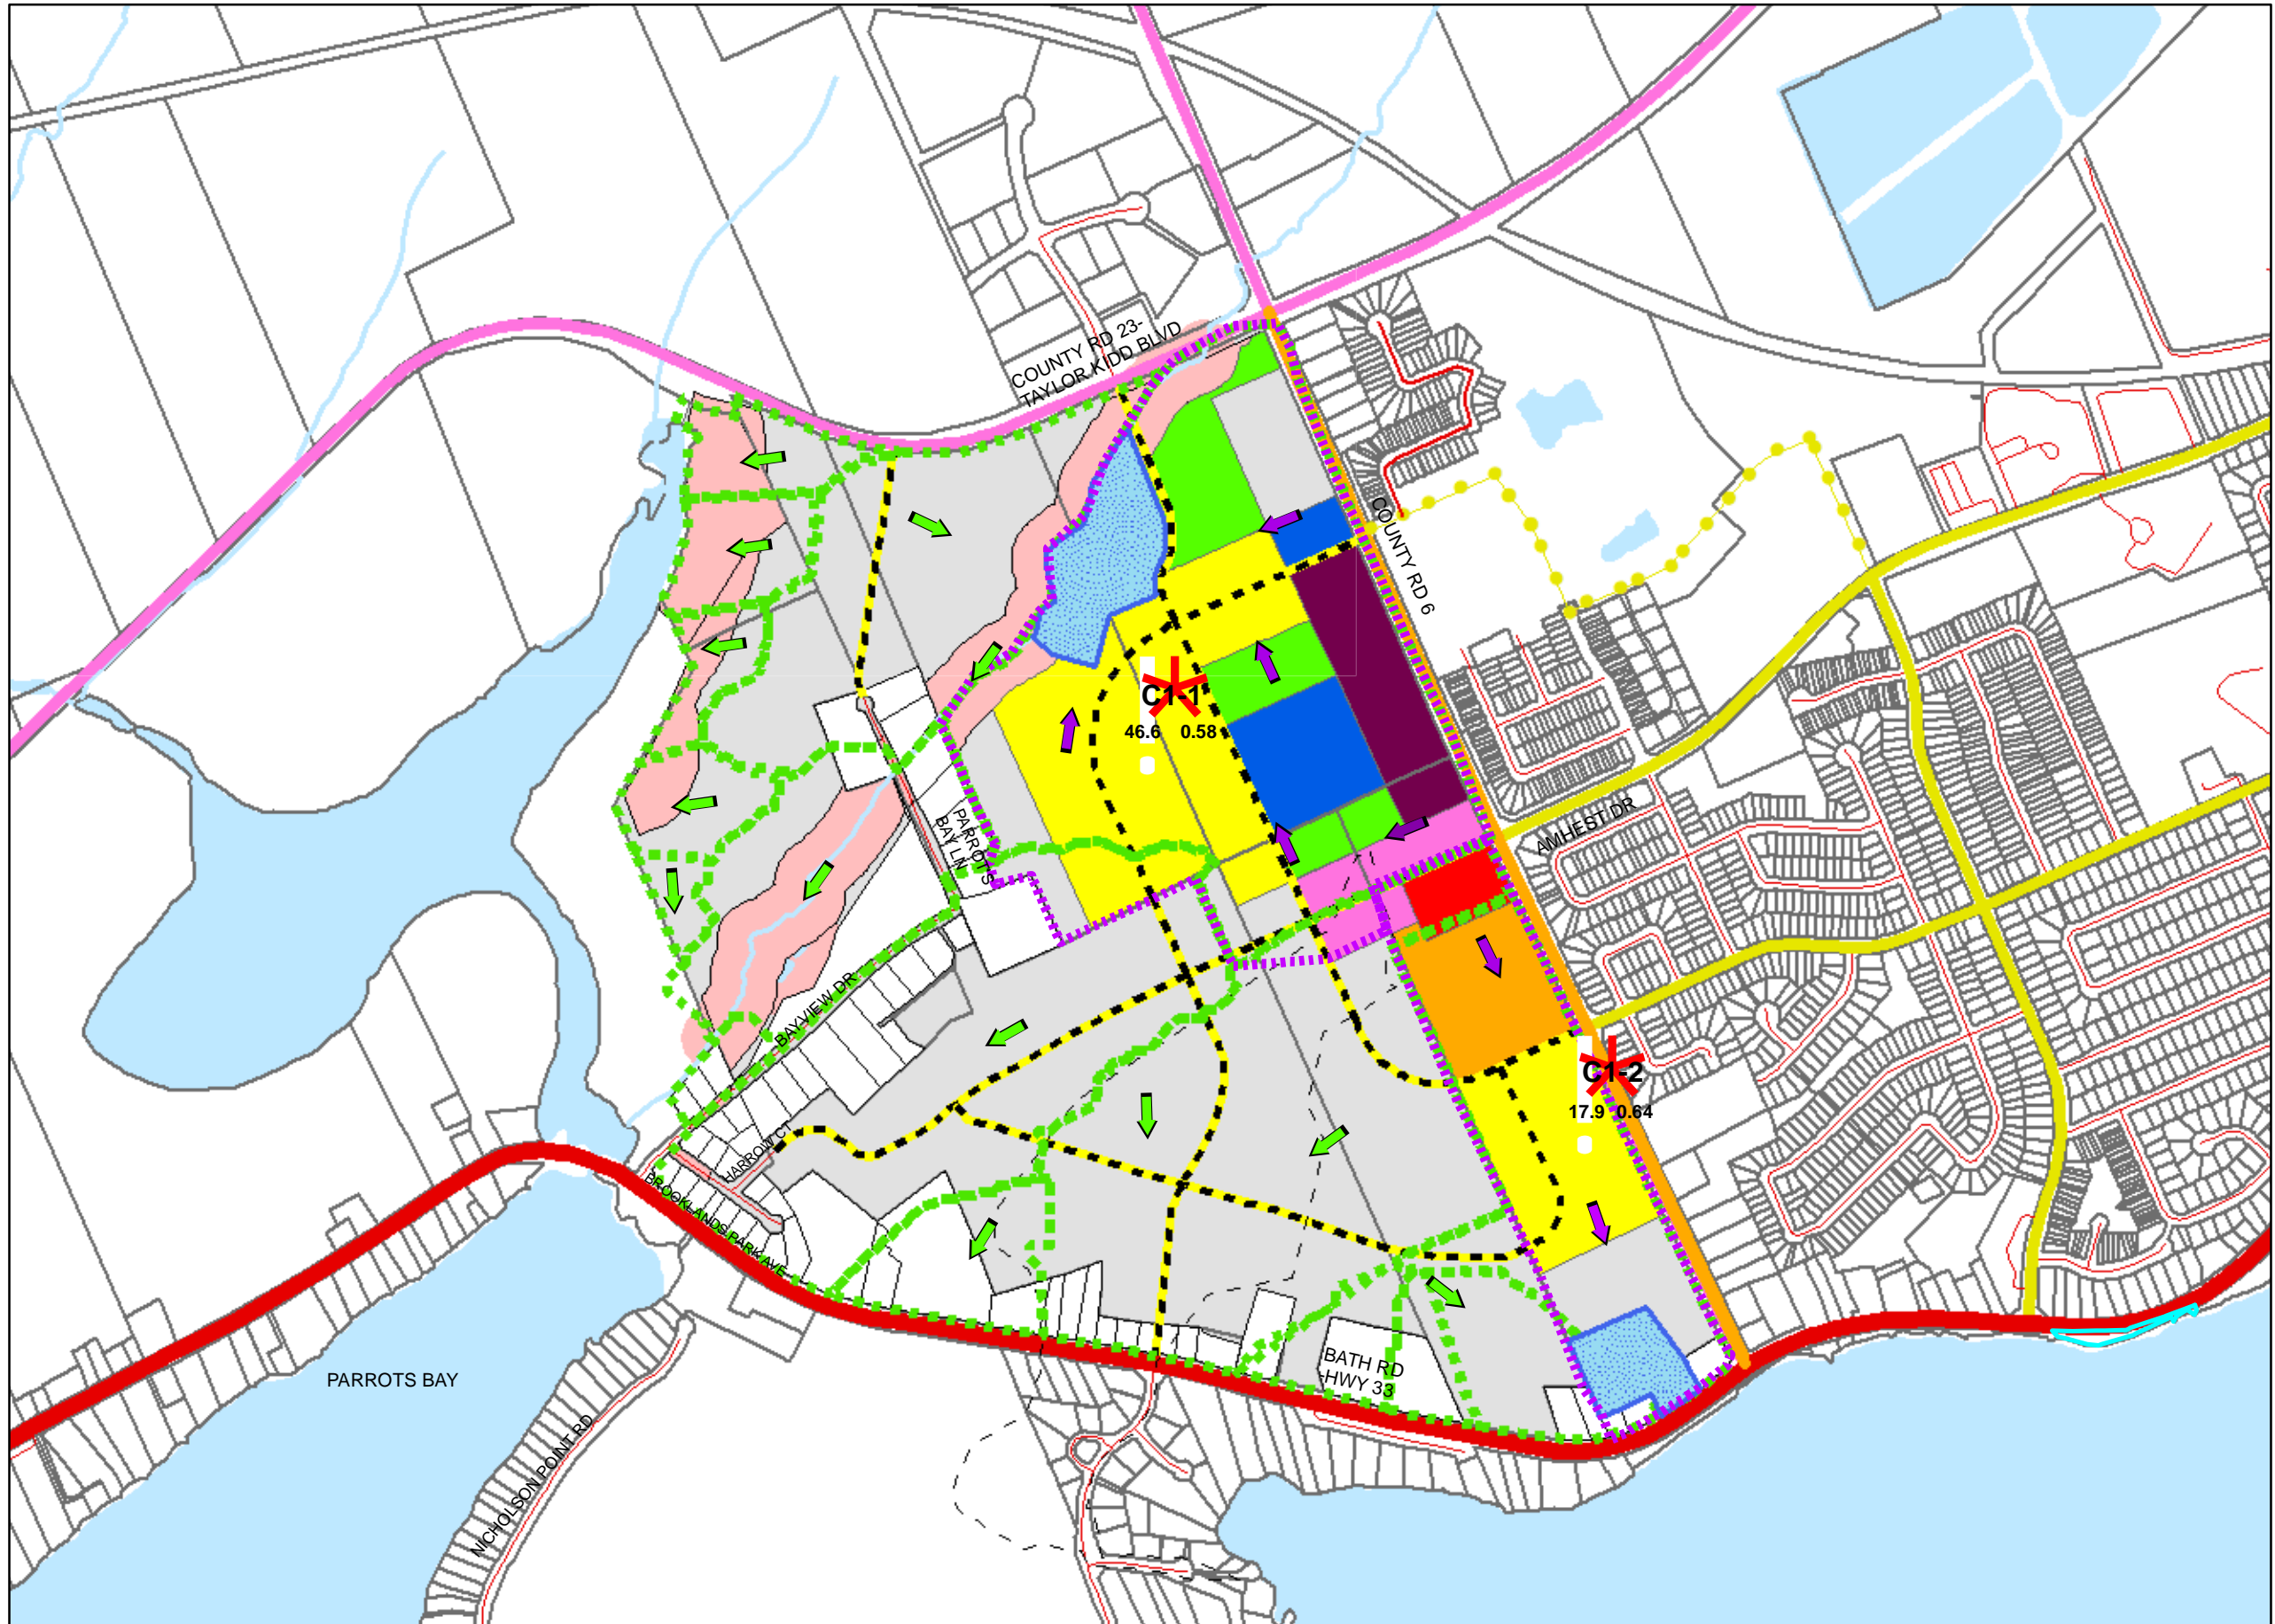 COUNTY RD 23-
TAYLOR KIDD BLVD
COUNTY RD 6
C1-1
46.6 0.58
PARROTS
BAY LN
AMHEST DR
BAYVIEW DR
C1-2
17.9 0.64
HARROW CT
BROOKLANDS PARK AVE
BATH RD
-HWY 33
PARROTS BAY
NICHOLSON POINT RD